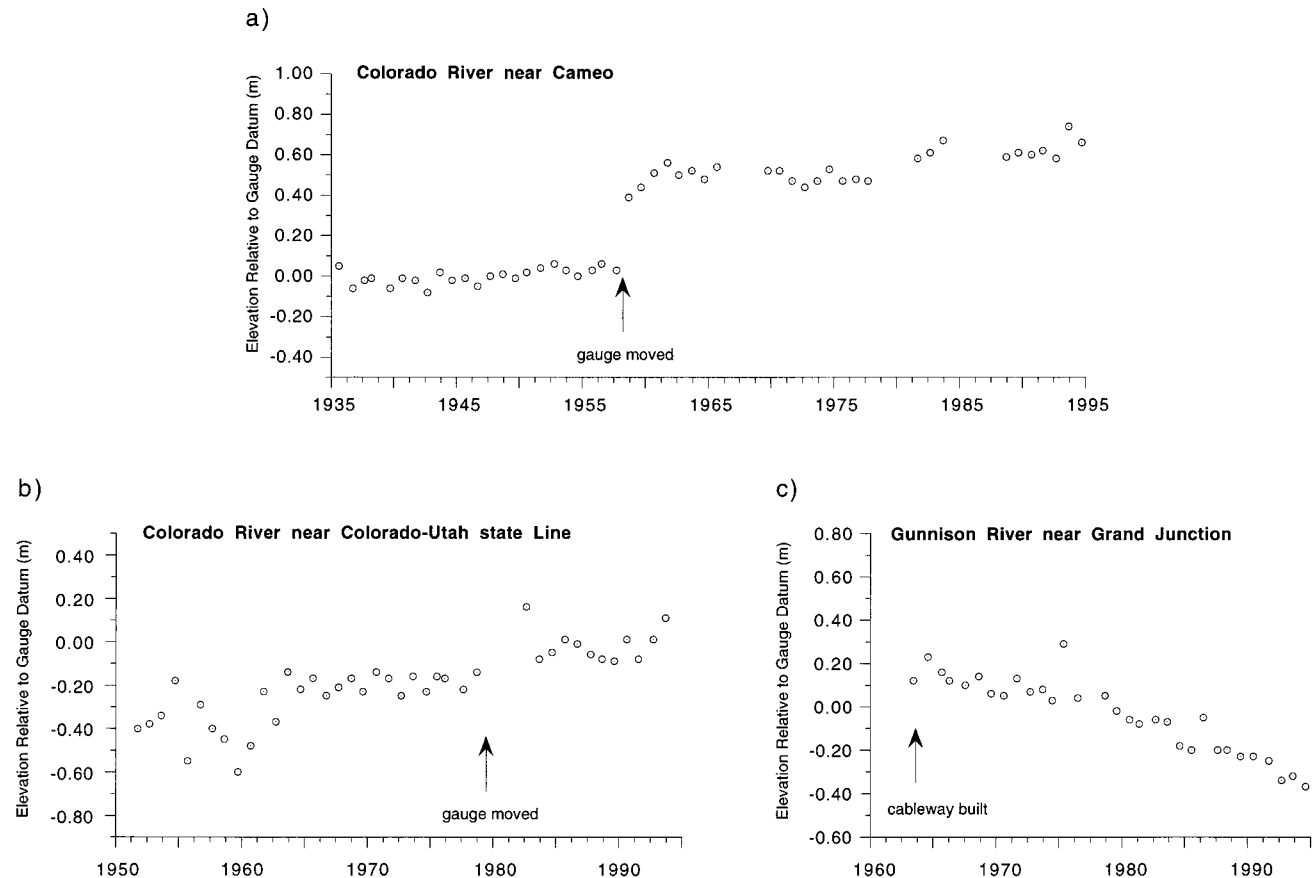 a)
Colorado River near Cameo
Elevation Relative to Gauge Datum (m)
1.00
0.80
0.60
0.40
0.20
0.00
-0.20
-0.40
gauge moved
1935 1945 1955 1965 1975 1985 1995
b)
Colorado River near Colorado-Utah state Line
Elevation Relative to Gauge Datum (m)
0.40
0.20
0.00
-0.20
-0.40
-0.60
-0.80
gauge moved
1950 1960 1970 1980 1990
c)
Gunnison River near Grand Junction
Elevation Relative to Gauge Datum (m)
0.80
0.60
0.40
0.20
0.00
-0.20
-0.40
-0.60
cableway built
1960 1970 1980 1990